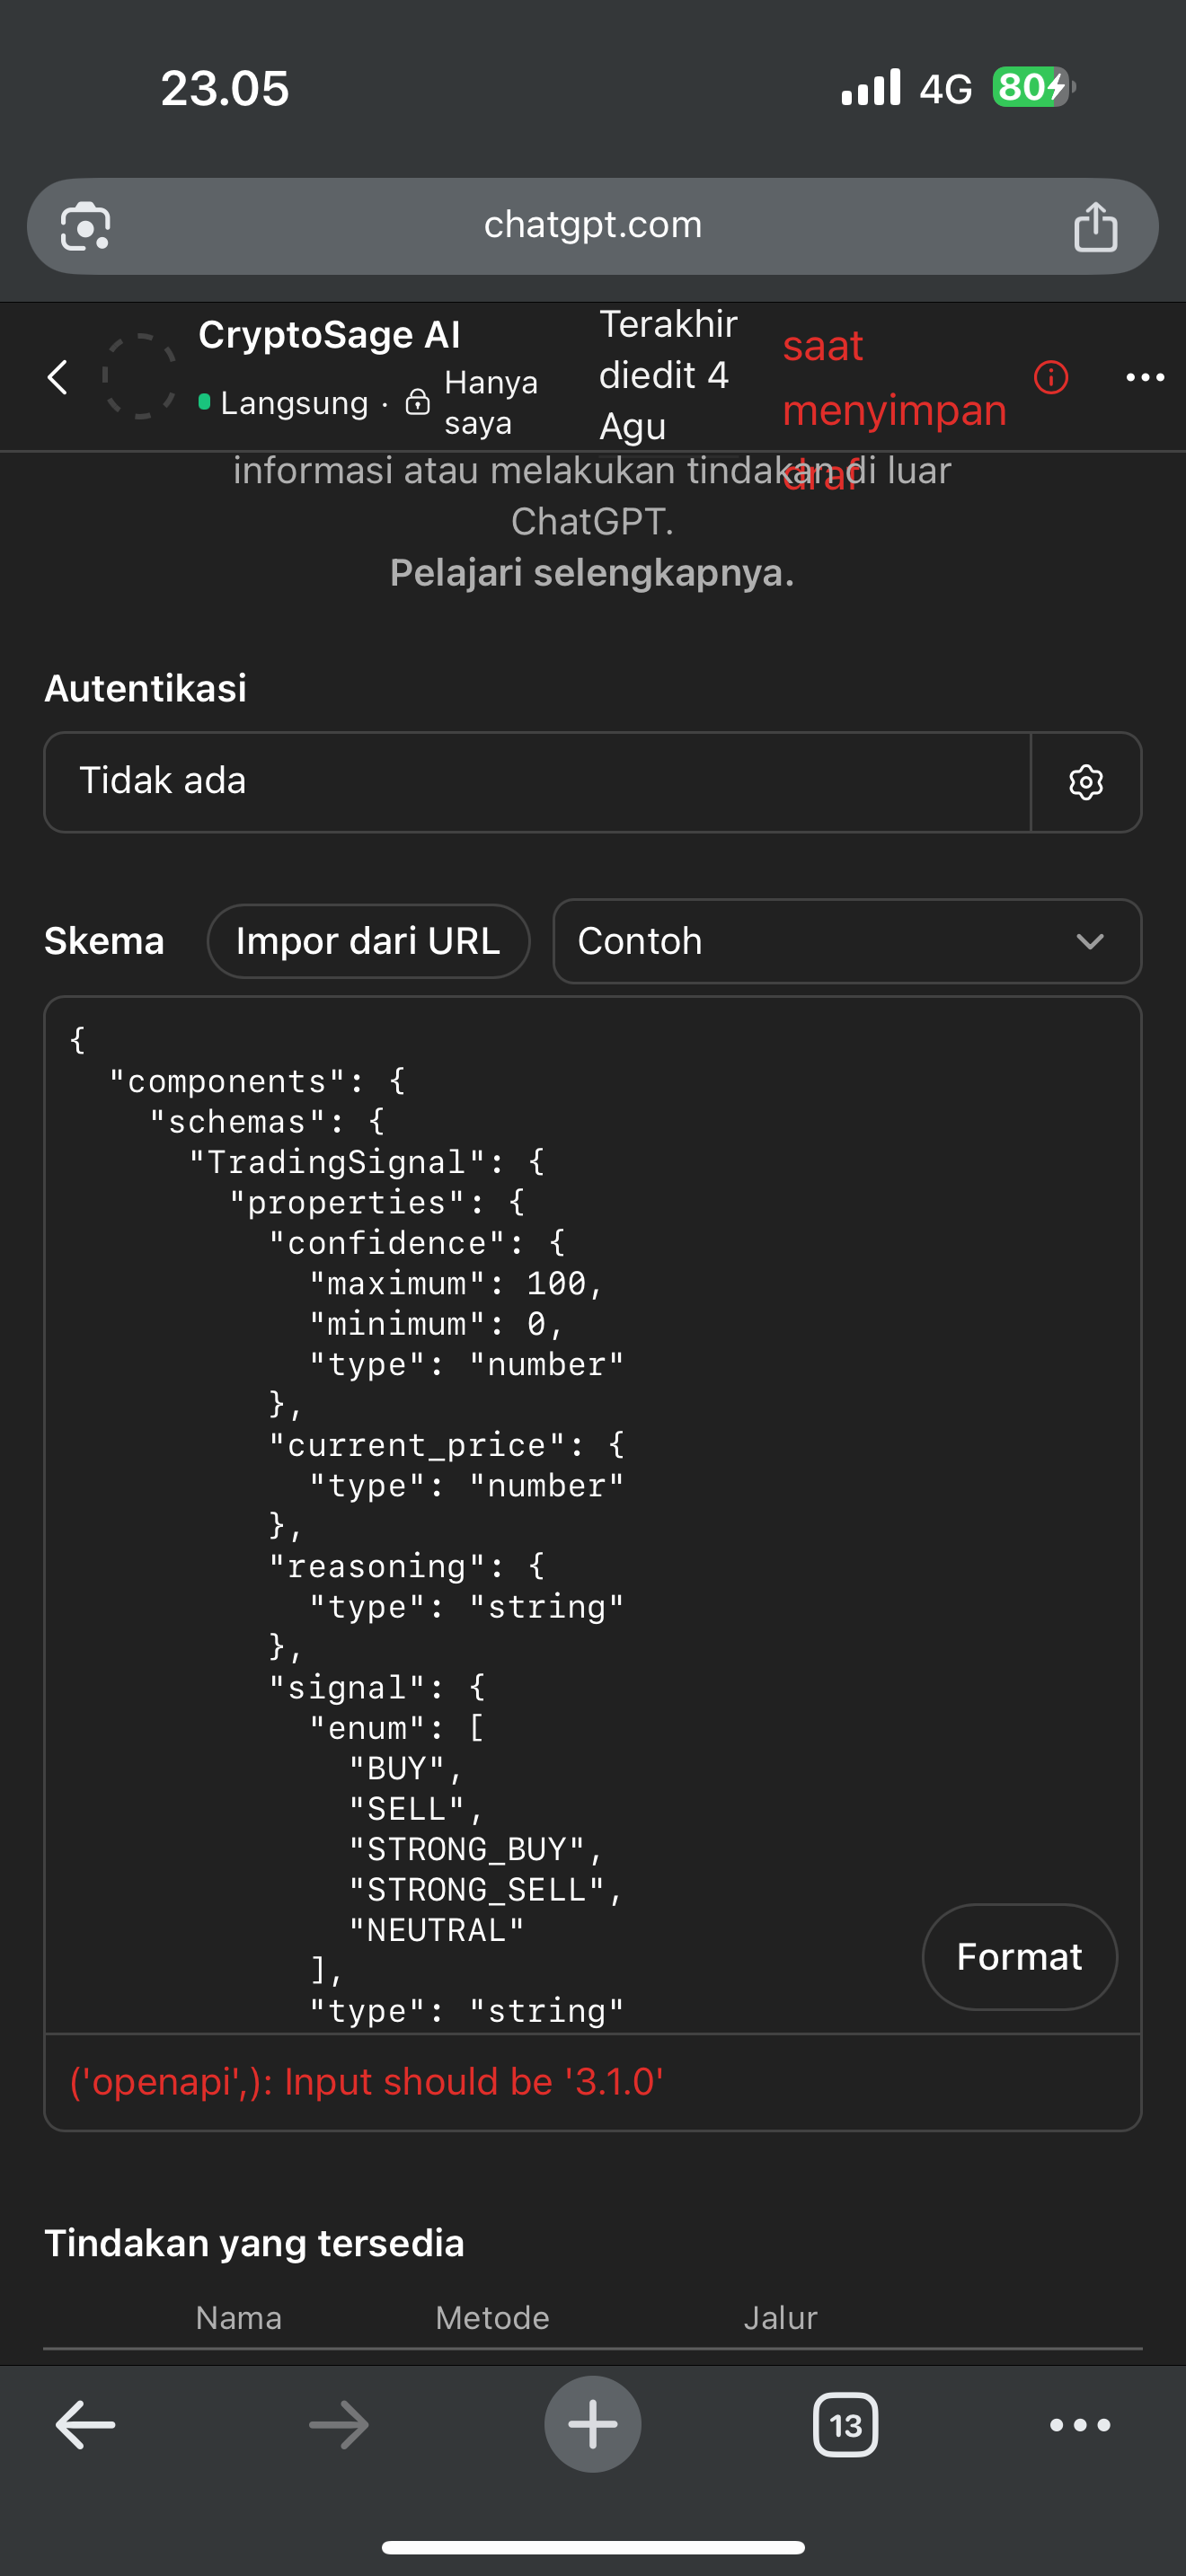 23.05
4G
80
chatgpt.com
CryptoSage AI
Langsung · Hanya saya
Terakhir diedit 4 Agu
saat menyimpan draf
informasi atau melakukan tindakan di luar
ChatGPT.
Pelajari selengkapnya.
Autentikasi
Tidak ada
Skema
Impor dari URL
Contoh
{
"components": {
"schemas": {
"TradingSignal": {
"properties": {
"confidence": {
"maximum": 100,
"minimum": 0,
"type": "number"
},
"current_price": {
"type": "number"
},
"reasoning": {
"type": "string"
},
"signal": {
"enum": [
"BUY",
"SELL",
"STRONG_BUY",
"STRONG_SELL",
"NEUTRAL"
],
"type": "string"
Format
('openapi',): Input should be '3.1.0'
Tindakan yang tersedia
Nama Metode Jalur
13